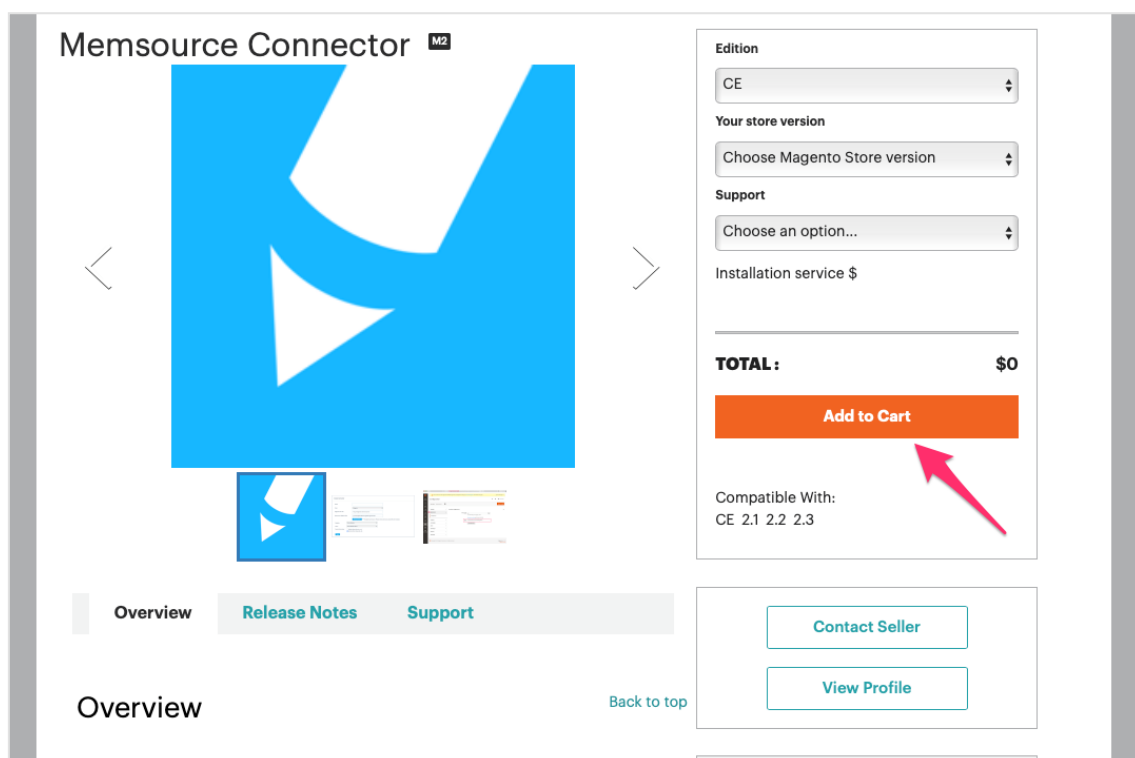 Memsource Connector M2
Edition
CE
Your store version
Choose Magento Store version
Support
Choose an option...
Installation service $
TOTAL: $0
Add to Cart
Compatible With:
CE 2.1 2.2 2.3
Overview Release Notes Support
Contact Seller
View Profile
Overview
Back to top